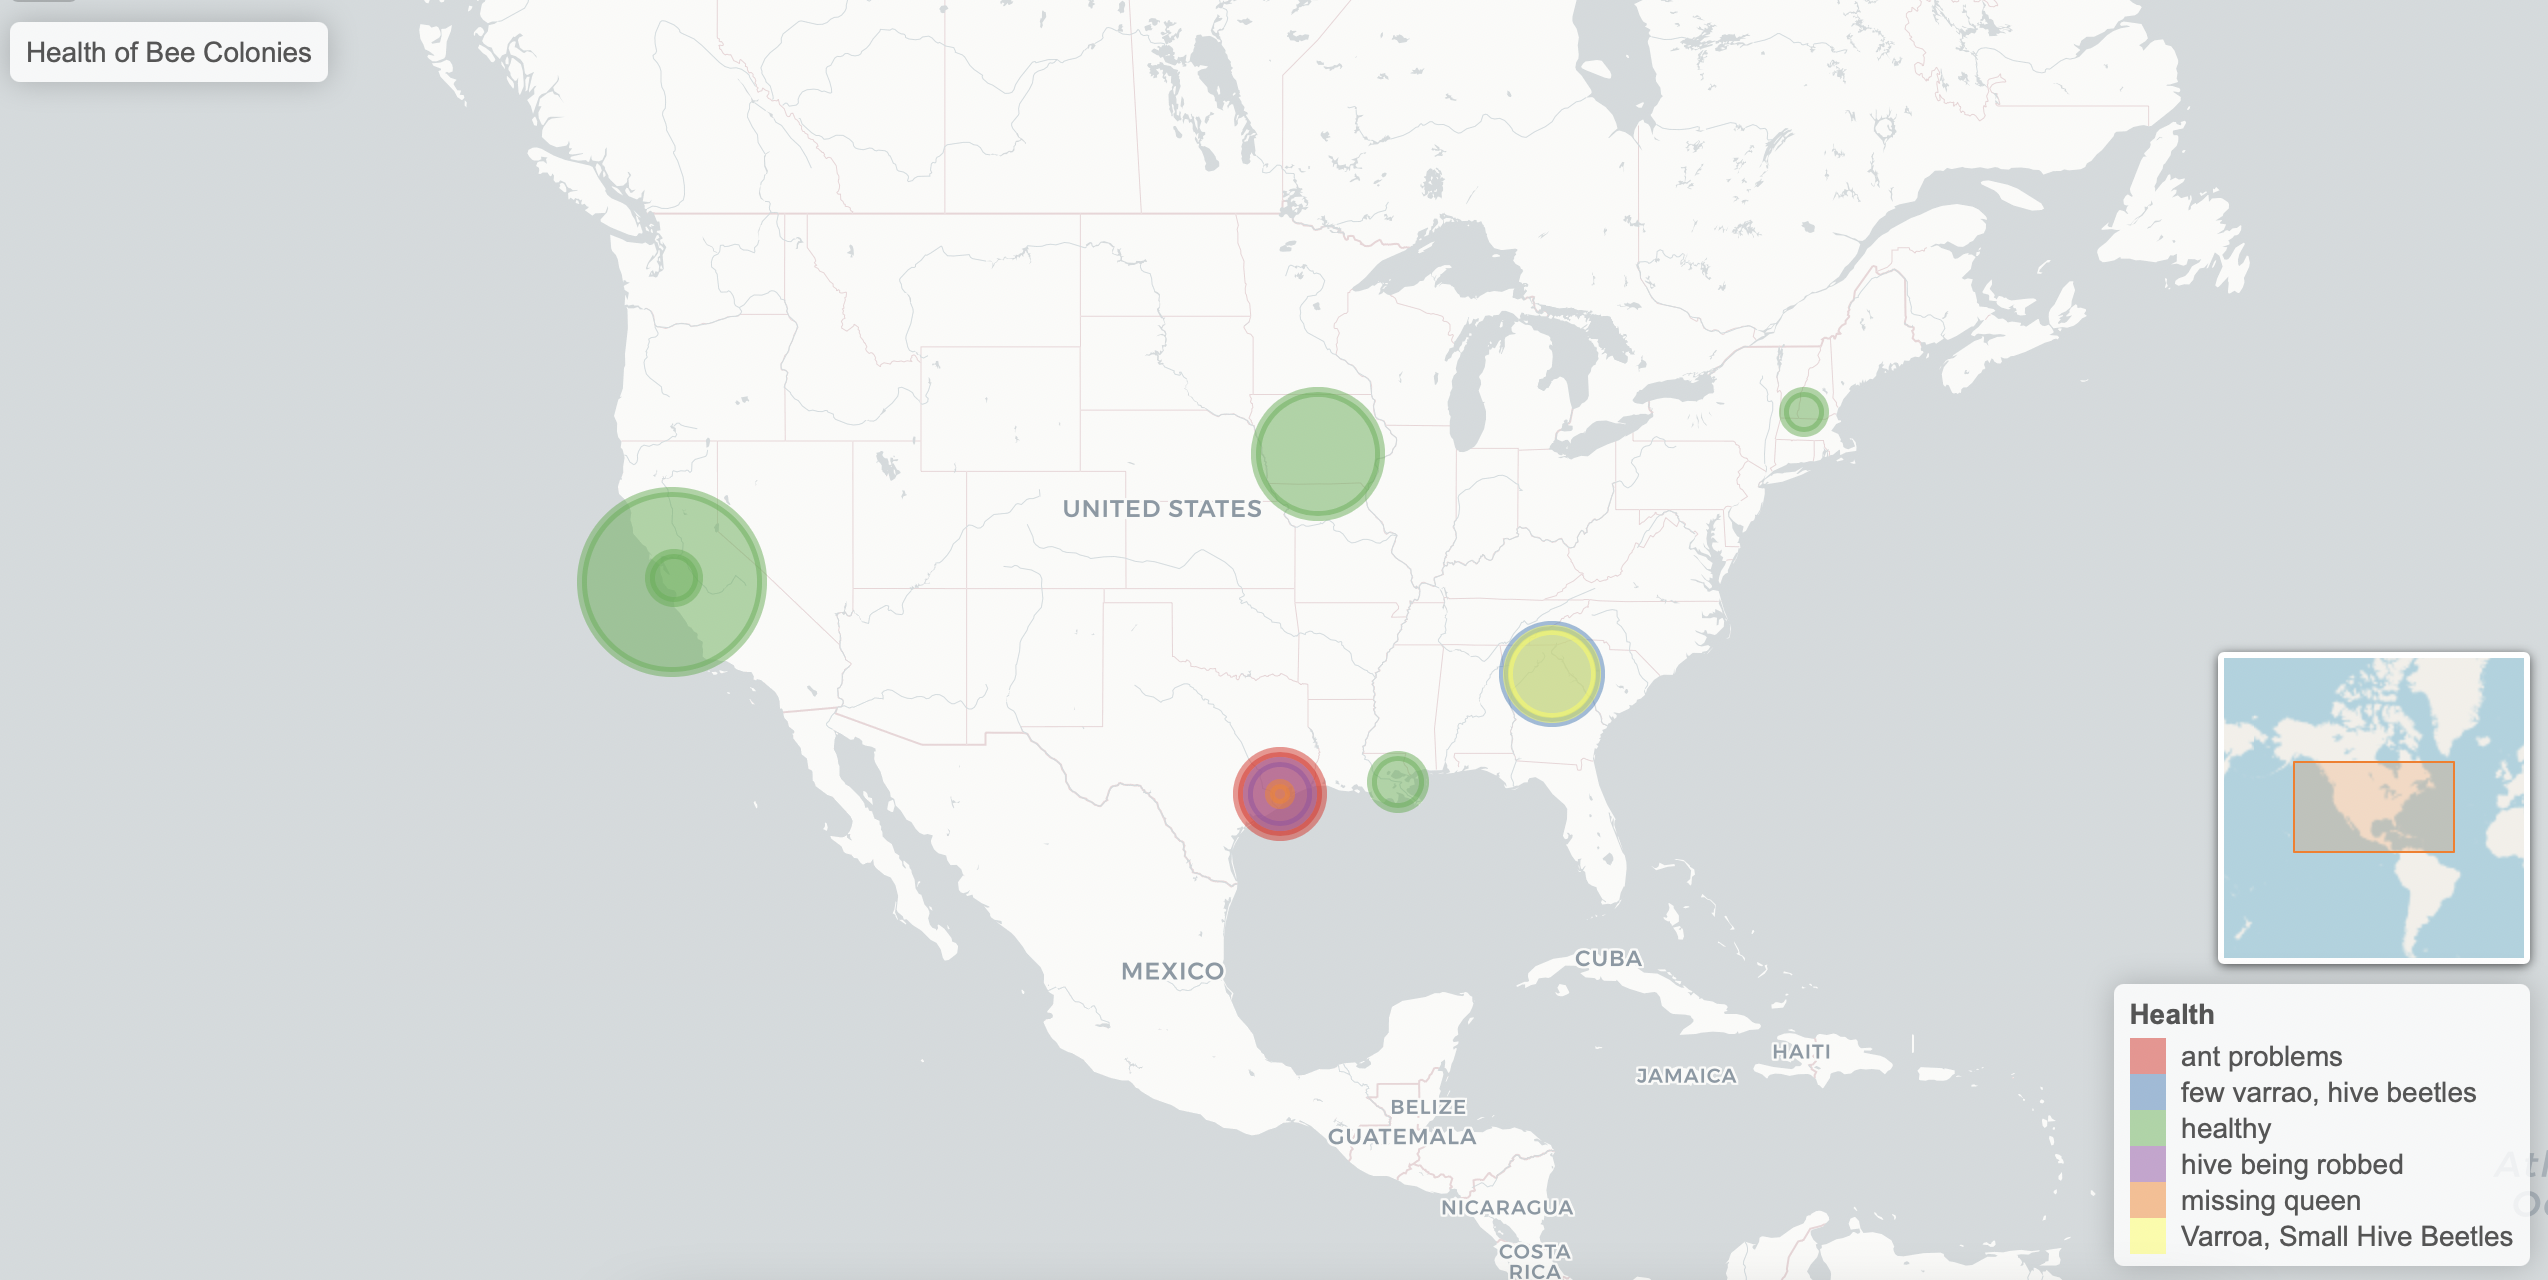 Health of Bee Colonies
UNITED STATES
MEXICO
CUBA
HAITI
JAMAICA
BELIZE
GUATEMALA
NICARAGUA
COSTA
RICA
Health
ant problems
few varrao, hive beetles
healthy
hive being robbed
missing queen
Varroa, Small Hive Beetles